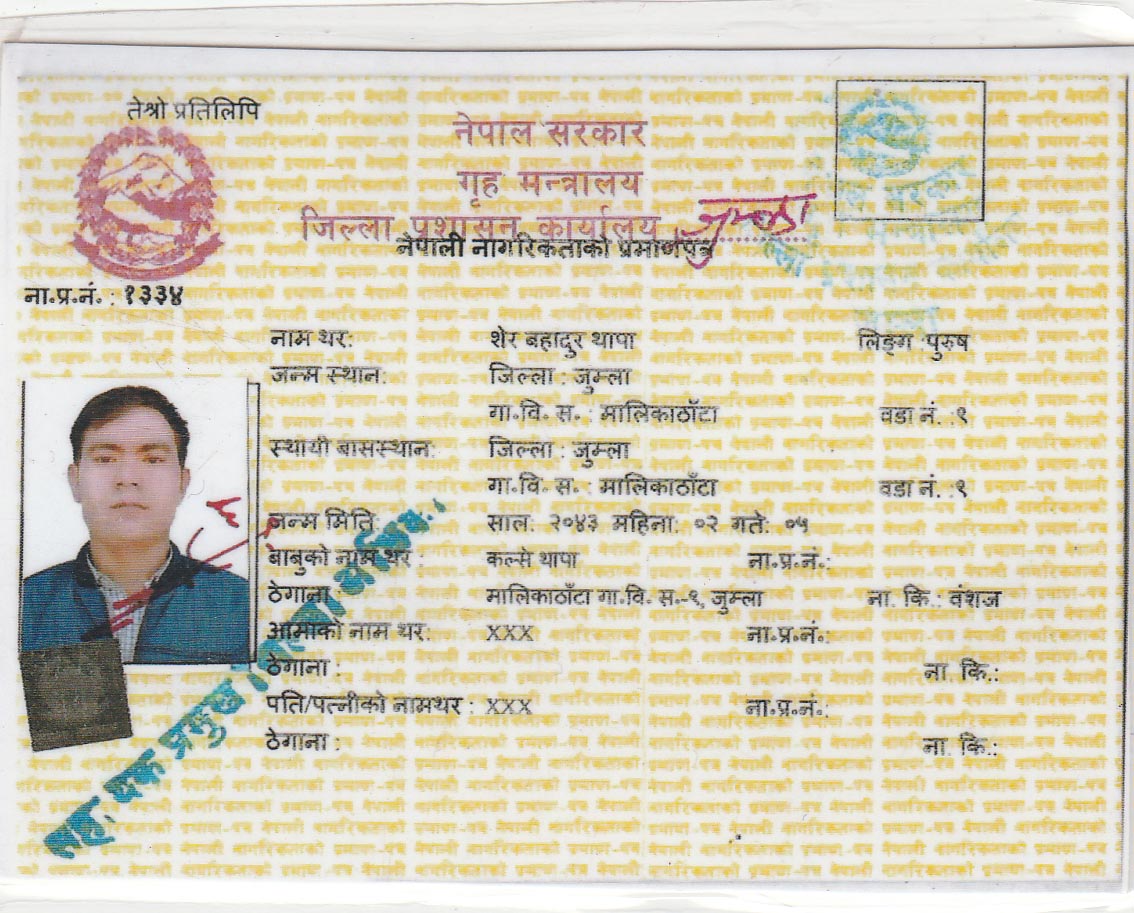 तेश्रो प्रतिलिपि
नेपाल सरकार
गृह मन्त्रालय
जिल्ला प्रशासन कार्यालय, जुम्ला
नेपाली नागरिकताको प्रमाणपत्र
ना.प्र.नं. : १३३४
नाम थर: शेर बहादुर थापा लिङ्ग :पुरुष
जन्म स्थान: जिल्ला : जुम्ला
गा.वि. स. : मालिकाठाँटा वडा नं. :९
स्थायी बासस्थान: जिल्ला : जुम्ला
गा.वि. स. : मालिकाठाँटा वडा नं. :९
जन्म मिति: साल: २०४३ महिना: ०२ गते: ०५
बाबुको नाम थर : कल्से थापा ना.प्र.नं.:
ठेगाना : मालिकाठाँटा गा.वि. स.-९, जुम्ला ना. कि.: वंशज
आमाको नाम थर: XXX ना.प्र.नं.:
ठेगाना : ना. कि.:
पति/पत्नीको नामथर : XXX ना.प्र.नं.:
ठेगाना : ना. कि.: